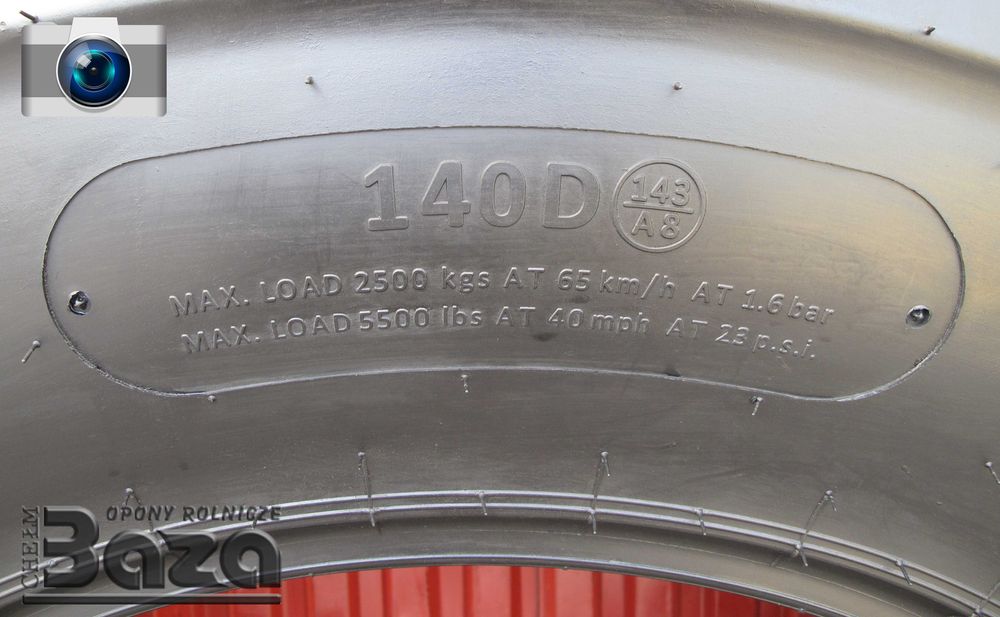 140 D 143
A8
MAX. LOAD 2500 kgs AT 65 km/h AT 1.6 bar
MAX. LOAD 5500 lbs AT 40 mph AT 23 p.s.i.
OPONY ROLNICZE
CHEŁM
Baza